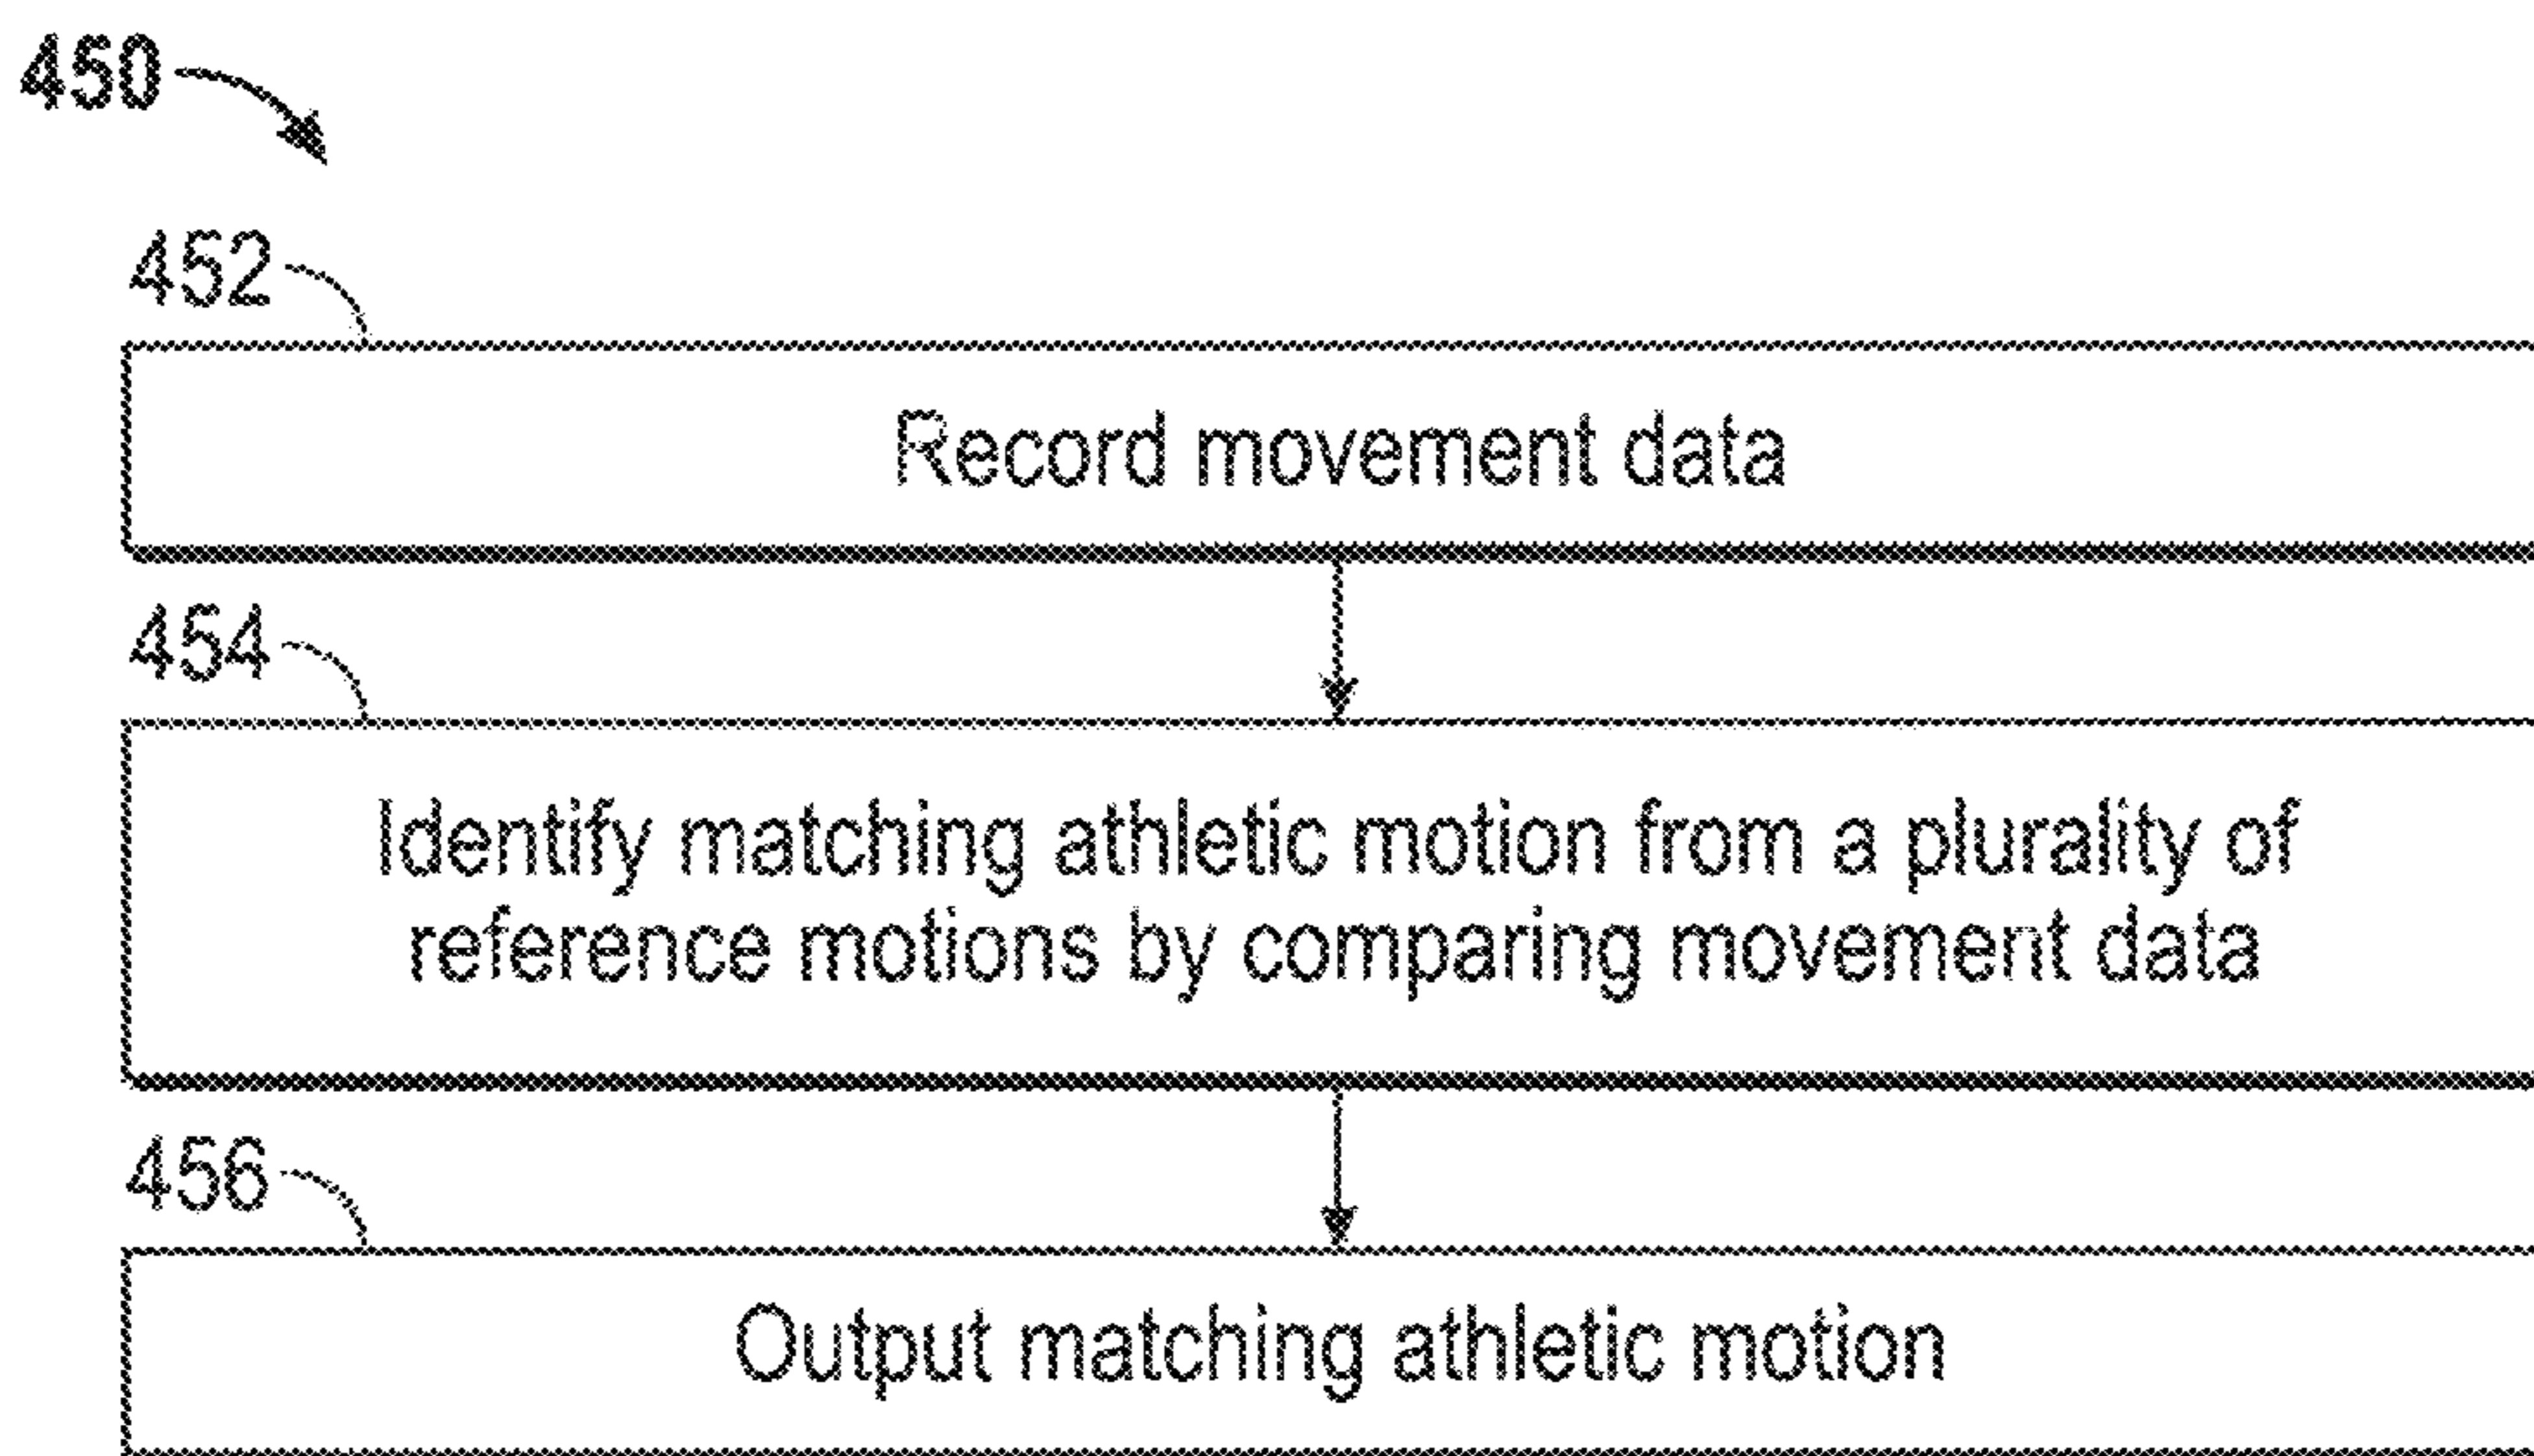 450
452
Record movement data
454
Identify matching athletic motion from a plurality of
reference motions by comparing movement data
456
Output matching athletic motion